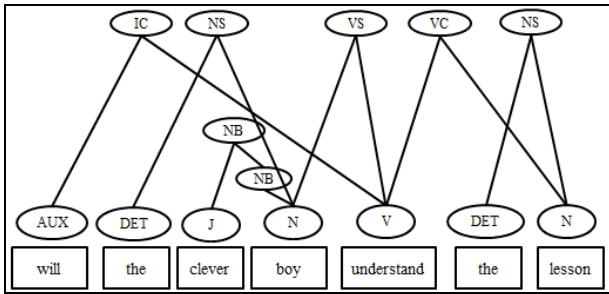 IC NS VS VC NS
NB
NB
AUX DET J N V DET N
will the clever boy understand the lesson